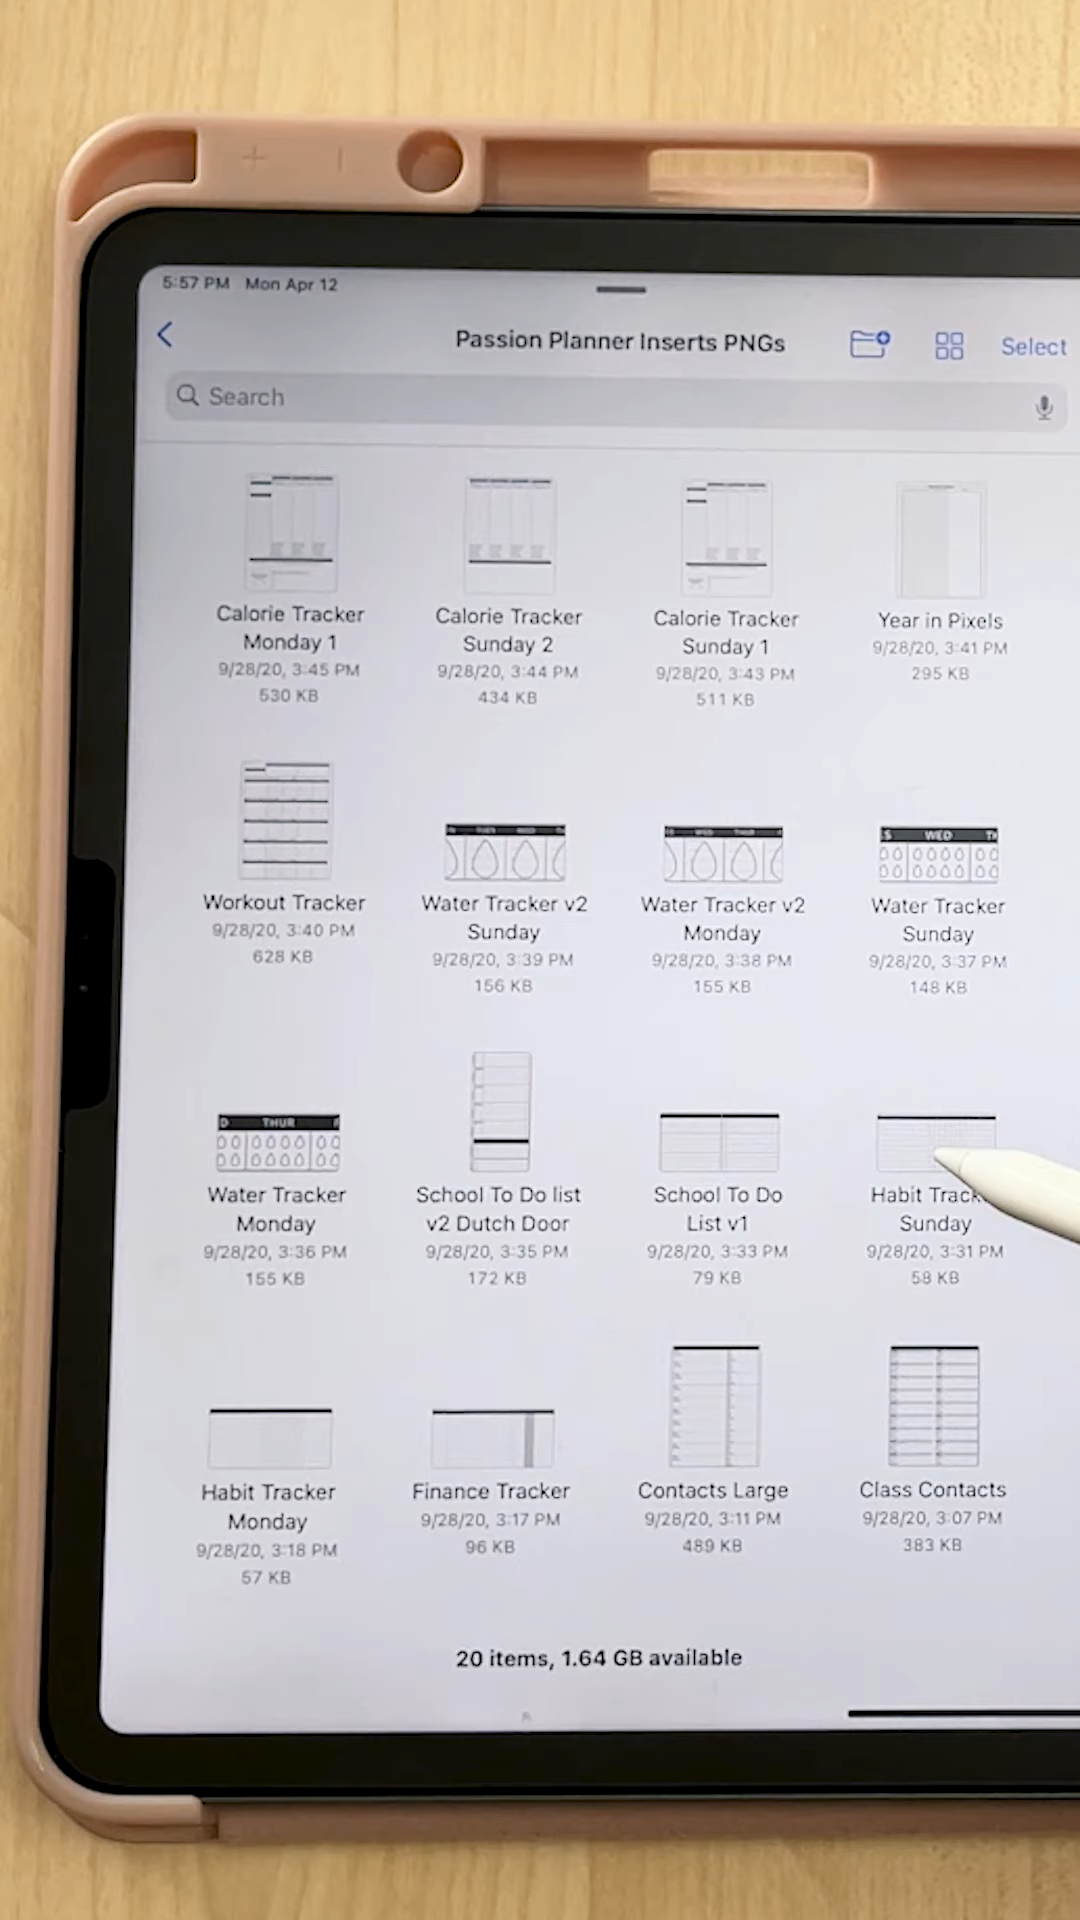 5:57 PM Mon Apr 12
Passion Planner Inserts PNGs
Select
Search
Calorie Tracker
Monday 1
9/28/20, 3:45 PM
530 KB
Calorie Tracker
Sunday 2
9/28/20, 3:44 PM
434 KB
Calorie Tracker
Sunday 1
9/28/20, 3:43 PM
511 KB
Year in Pixels
9/28/20, 3:41 PM
295 KB
Workout Tracker
9/28/20, 3:40 PM
628 KB
TUES WED
Water Tracker v2
Sunday
9/28/20, 3:39 PM
156 KB
WED THUR
Water Tracker v2
Monday
9/28/20, 3:38 PM
155 KB
S WED TH
Water Tracker
Sunday
9/28/20, 3:37 PM
148 KB
D THUR
Water Tracker
Monday
9/28/20, 3:36 PM
155 KB
School To Do list
v2 Dutch Door
9/28/20, 3:35 PM
172 KB
School To Do
List v1
9/28/20, 3:33 PM
79 KB
Habit Track
Sunday
9/28/20, 3:31 PM
58 KB
Habit Tracker
Monday
9/28/20, 3:18 PM
57 KB
Finance Tracker
9/28/20, 3:17 PM
96 KB
Contacts Large
9/28/20, 3:11 PM
489 KB
Class Contacts
9/28/20, 3:07 PM
383 KB
20 items, 1.64 GB available